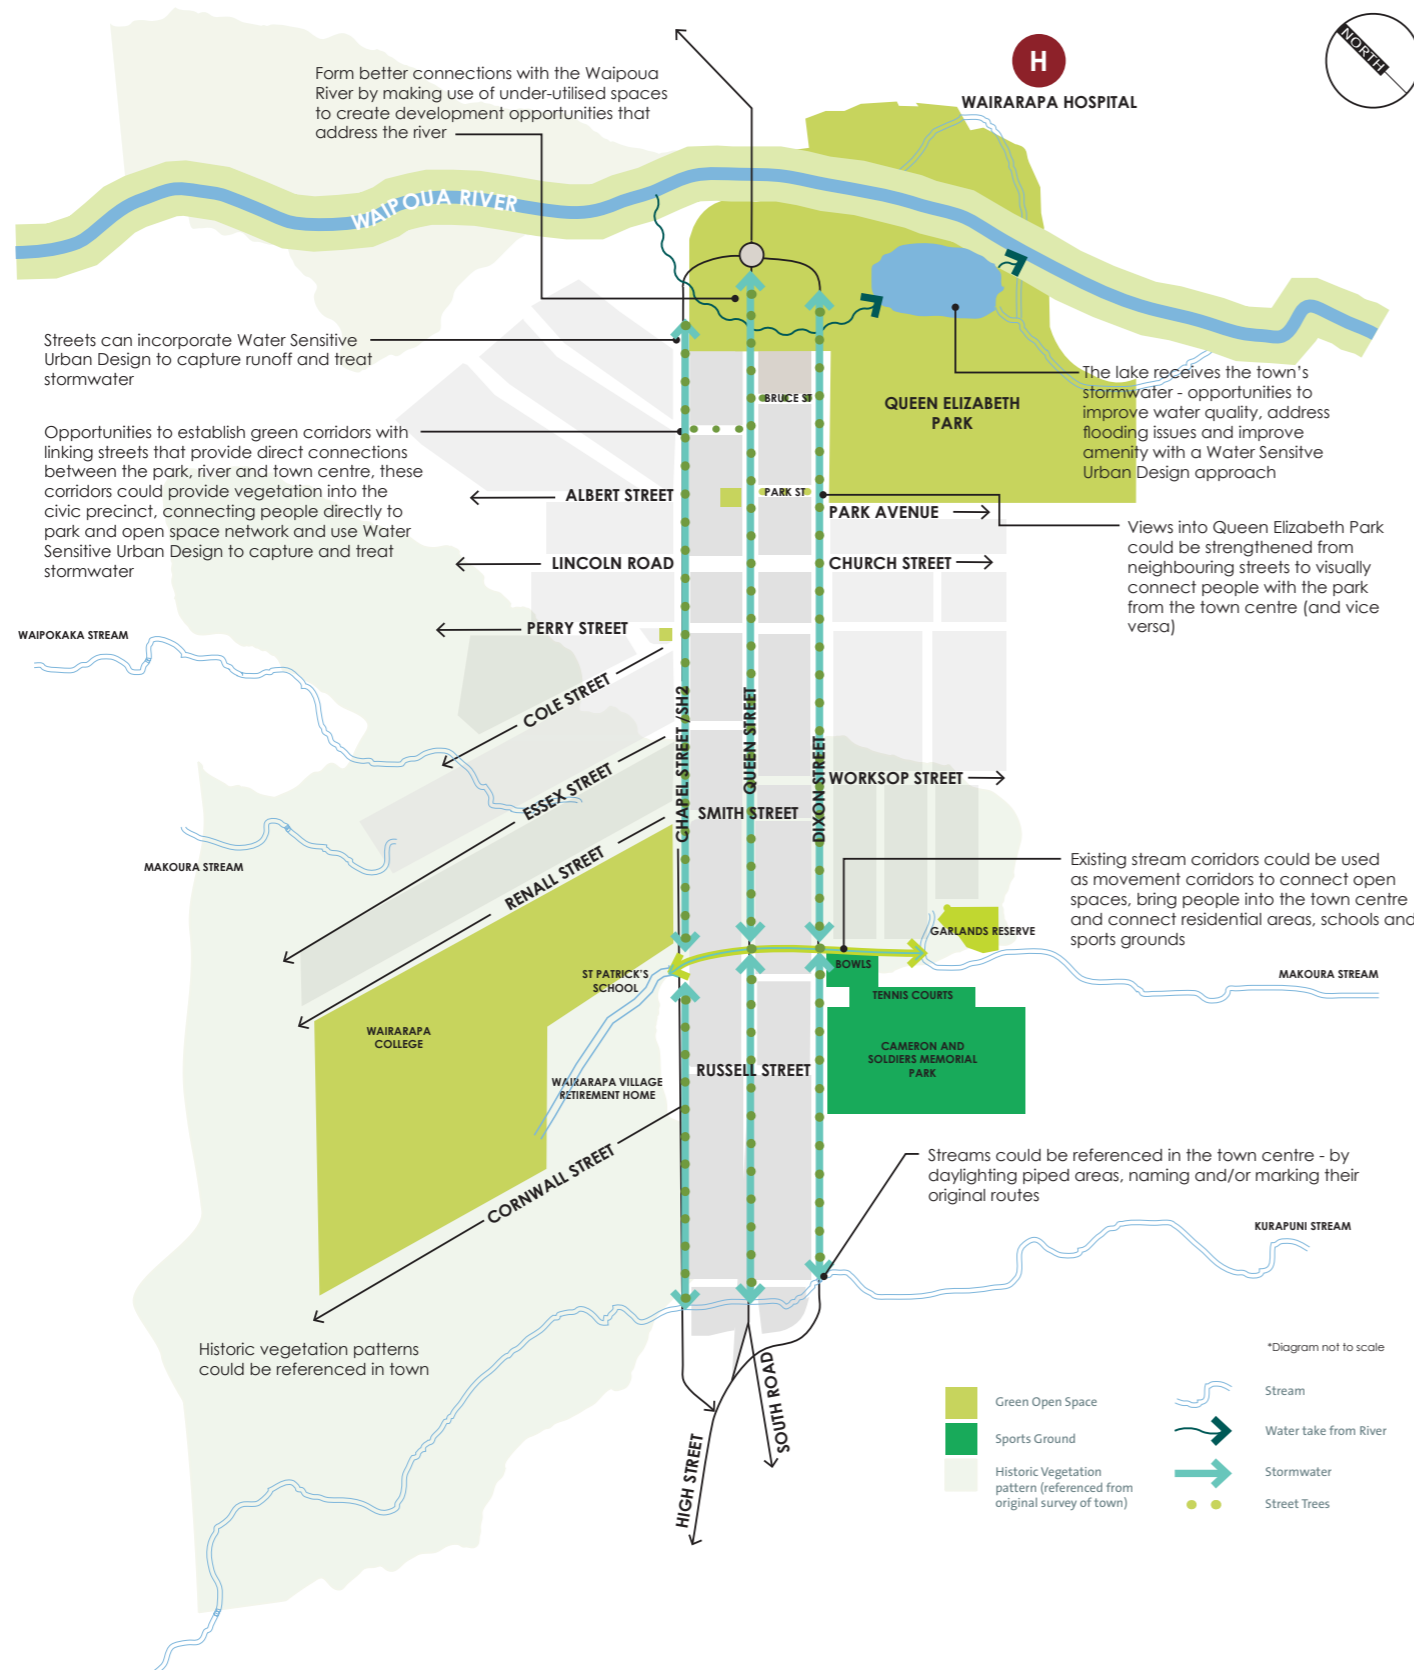 NORTH
H
WAIRARAPA HOSPITAL
Form better connections with the Waipoua
River by making use of under-utilised spaces
to create development opportunities that
address the river
WAIPOUA RIVER
Streets can incorporate Water Sensitive
Urban Design to capture runoff and treat
stormwater
Opportunities to establish green corridors with
linking streets that provide direct connections
between the park, river and town centre, these
corridors could provide vegetation into the
civic precinct, connecting people directly to
park and open space network and use Water
Sensitive Urban Design to capture and treat
stormwater
BRUCE ST
QUEEN ELIZABETH
PARK
The lake receives the town's
stormwater - opportunities to
improve water quality, address
flooding issues and improve
amenity with a Water Sensitve
Urban Design approach
ALBERT STREET
PARK ST
PARK AVENUE
Views into Queen Elizabeth Park
could be strengthened from
neighbouring streets to visually
connect people with the park
from the town centre (and vice
versa)
LINCOLN ROAD
CHURCH STREET
PERRY STREET
WAIPOKAKA STREAM
COLE STREET
CHAPEL STREET /SH2
QUEEN STREET
DIXON STREET
ESSEX STREET
WORKSOP STREET
SMITH STREET
MAKOURA STREAM
RENALL STREET
Existing stream corridors could be used
as movement corridors to connect open
spaces, bring people into the town centre
and connect residential areas, schools and
sports grounds
GARLANDS RESERVE
BOWLS
ST PATRICK'S
SCHOOL
MAKOURA STREAM
TENNIS COURTS
WAIRARAPA
COLLEGE
CAMERON AND
SOLDIERS MEMORIAL
PARK
RUSSELL STREET
WAIRARAPA VILLAGE
RETIREMENT HOME
CORNWALL STREET
Streams could be referenced in the town centre - by
daylighting piped areas, naming and/or marking their
original routes
KURAPUNI STREAM
Historic vegetation patterns
could be referenced in town
SOUTH ROAD
HIGH STREET
*Diagram not to scale
Green Open Space
Sports Ground
Historic Vegetation
pattern (referenced from
original survey of town)
Stream
Water take from River
Stormwater
Street Trees